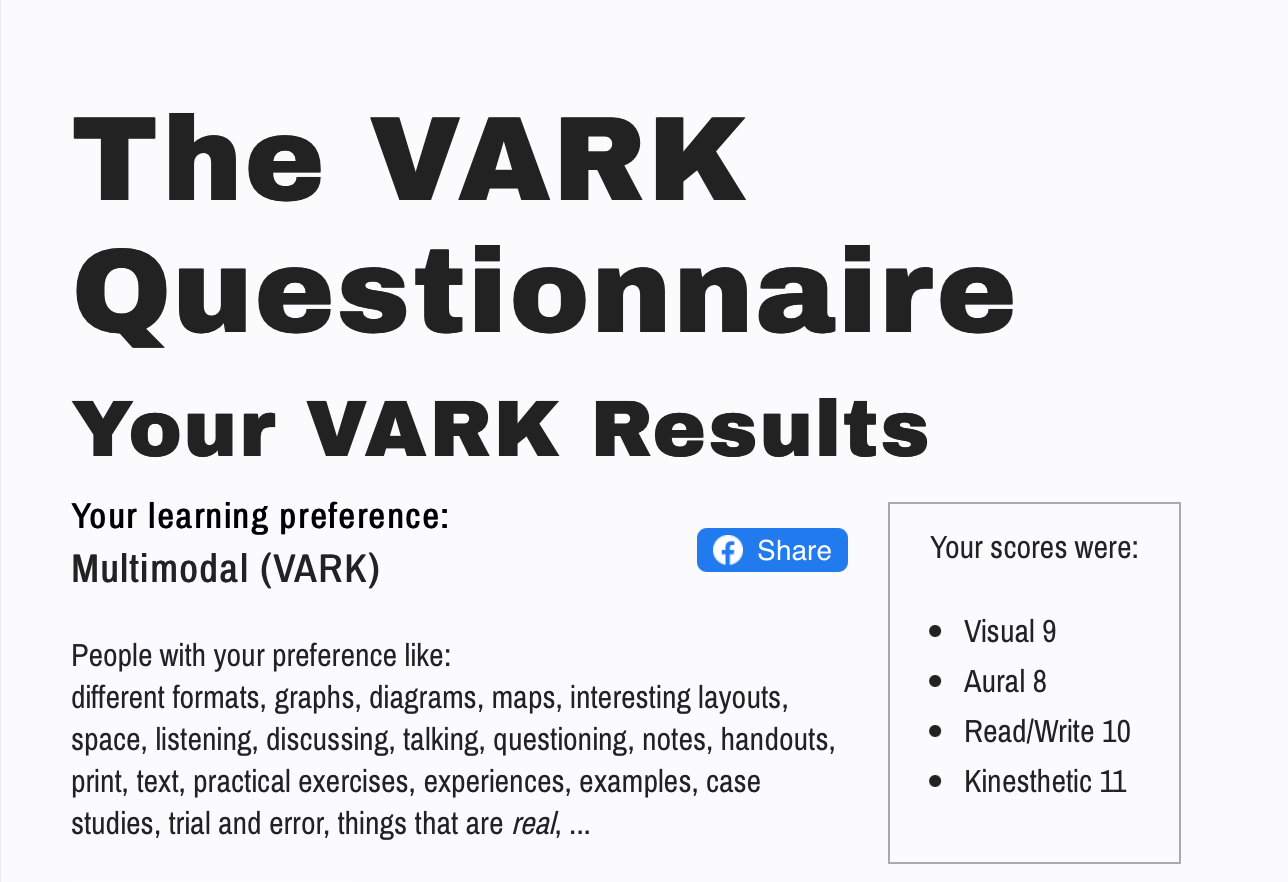 The VARK
Questionnaire
Your VARK Results
Your learning preference:
Multimodal (VARK)
Share
People with your preference like:
different formats, graphs, diagrams, maps, interesting layouts,
space, listening, discussing, talking, questioning, notes, handouts,
print, text, practical exercises, experiences, examples, case
studies, trial and error, things that are real, ...
Your scores were:
• Visual 9
• Aural 8
• Read/Write 10
• Kinesthetic 11